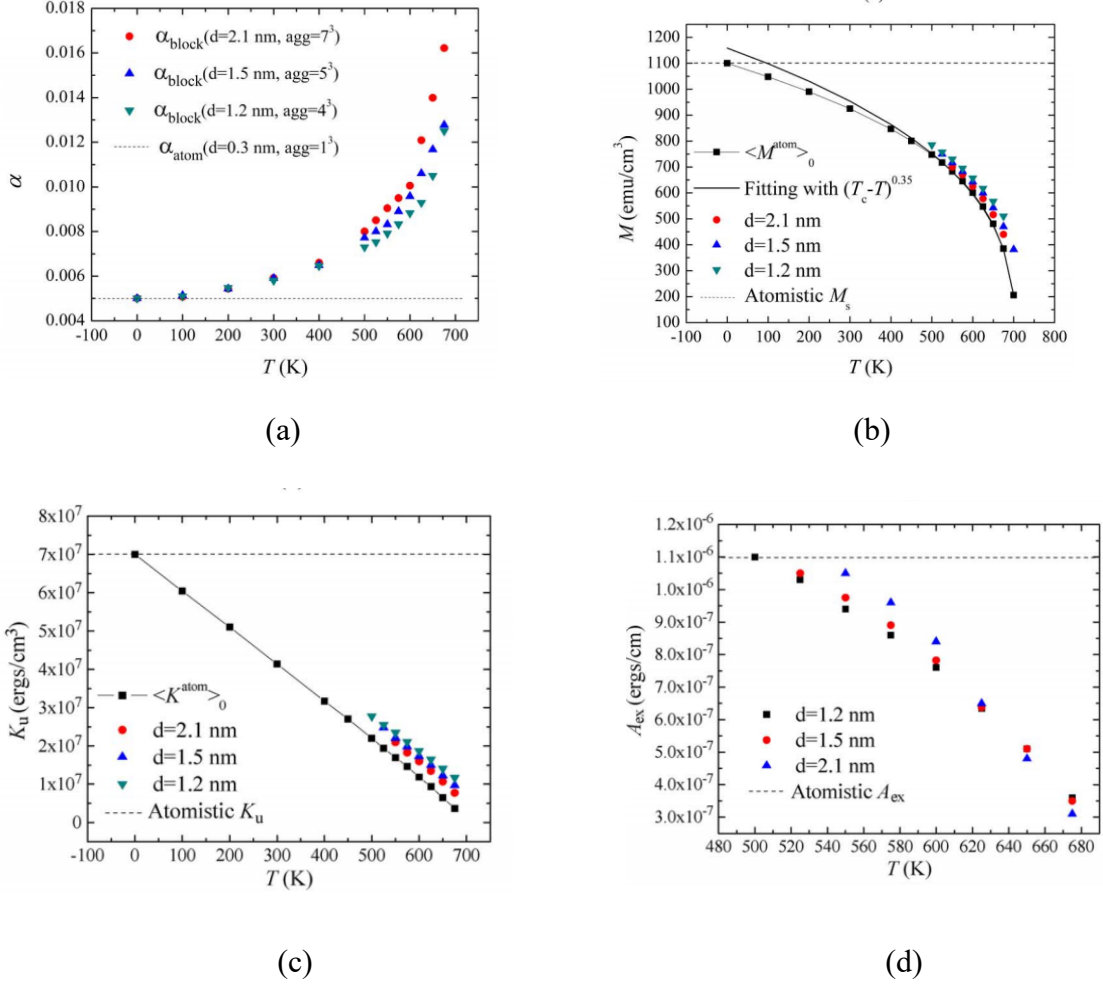 0.018
0.016
0.014
0.012
0.010
0.008
0.006
0.004
α
αblock(d=2.1 nm, agg=7³)
αblock(d=1.5 nm, agg=5³)
αblock(d=1.2 nm, agg=4³)
αatom(d=0.3 nm, agg=1³)
-100 0 100 200 300 400 500 600 700
T (K)
(a)
1200
1100
1000
900
800
700
600
500
400
300
200
100
M (emu/cm³)
<M^atom>₀
Fitting with (Tc-T)^0.35
d=2.1 nm
d=1.5 nm
d=1.2 nm
Atomistic Ms
-100 0 100 200 300 400 500 600 700 800
T (K)
(b)
8x10⁷
7x10⁷
6x10⁷
5x10⁷
4x10⁷
3x10⁷
2x10⁷
1x10⁷
0
Ku (ergs/cm³)
<K^atom>₀
d=2.1 nm
d=1.5 nm
d=1.2 nm
Atomistic Ku
-100 0 100 200 300 400 500 600 700
T (K)
(c)
1.2x10⁻⁶
1.1x10⁻⁶
1.0x10⁻⁶
9.0x10⁻⁷
8.0x10⁻⁷
7.0x10⁻⁷
6.0x10⁻⁷
5.0x10⁻⁷
4.0x10⁻⁷
3.0x10⁻⁷
Aex (ergs/cm)
d=1.2 nm
d=1.5 nm
d=2.1 nm
Atomistic Aex
480 500 520 540 560 580 600 620 640 660 680
T (K)
(d)